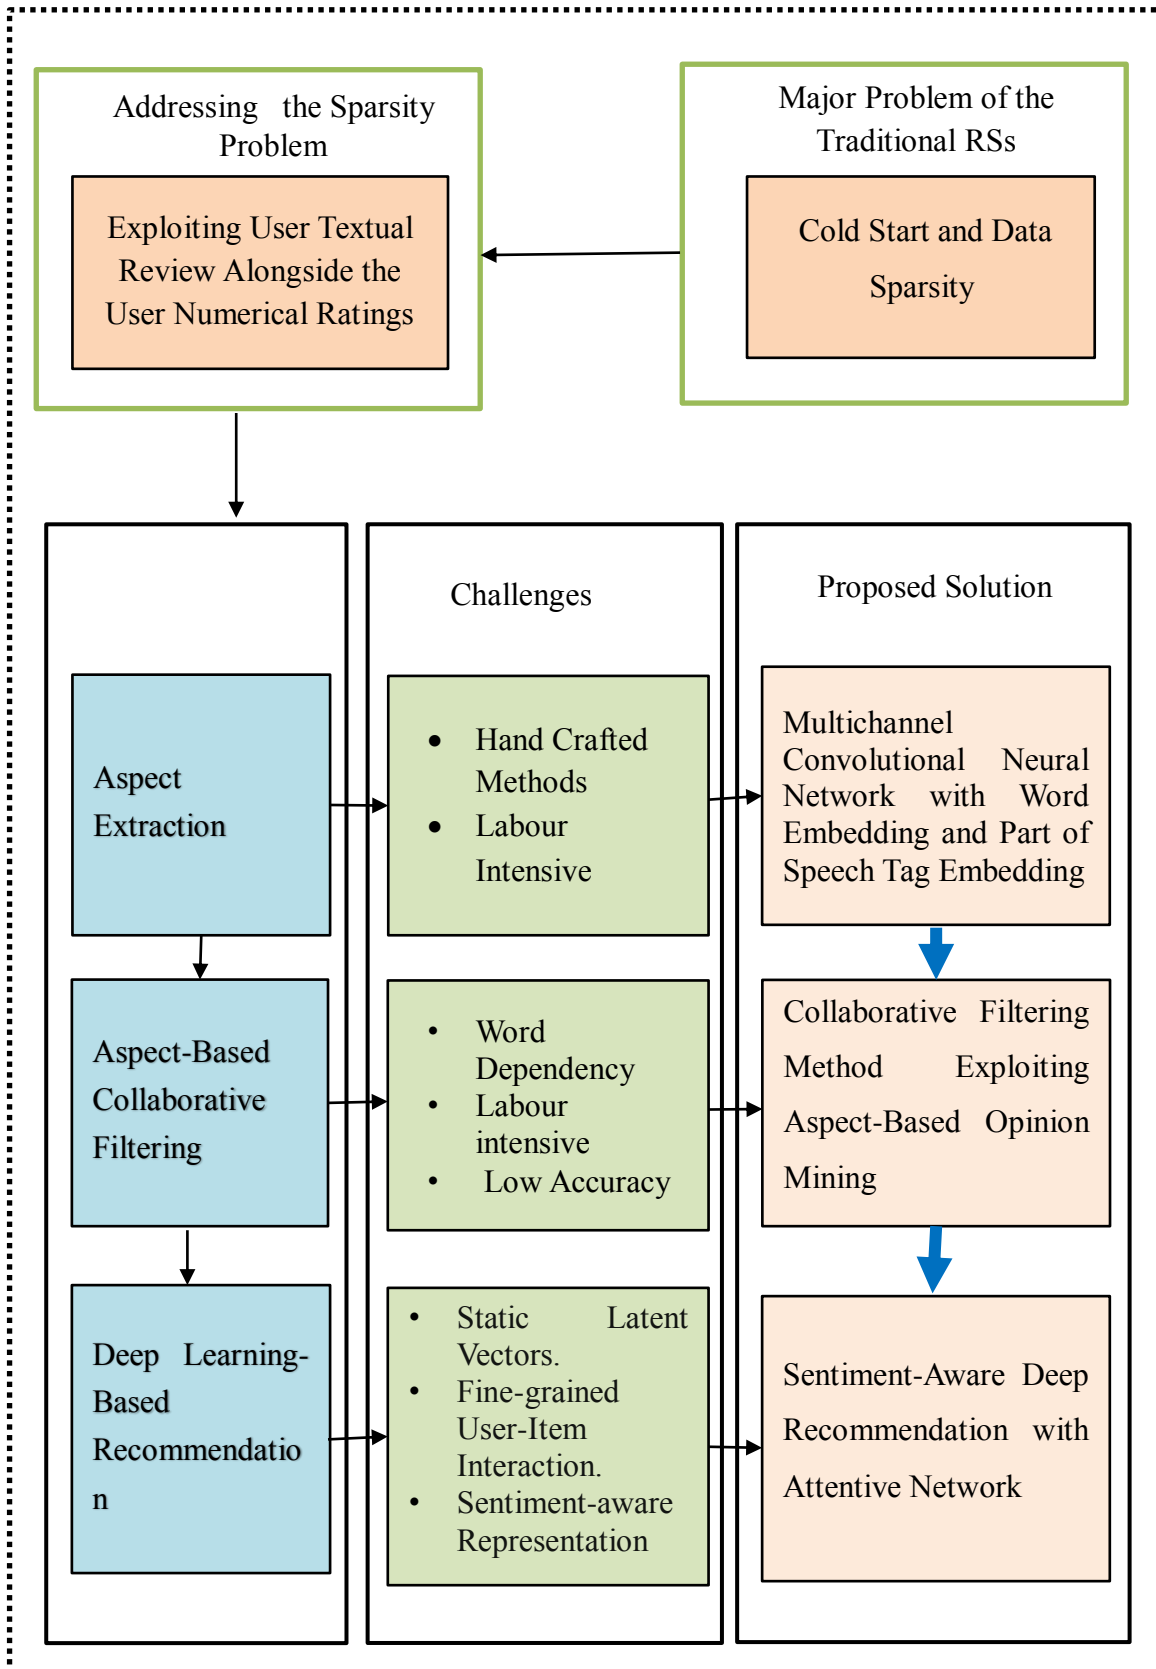 Addressing the Sparsity
Problem
Exploiting User Textual
Review Alongside the
User Numerical Ratings
Major Problem of the
Traditional RSs
Cold Start and Data
Sparsity
Challenges
Proposed Solution
Aspect
Extraction
• Hand Crafted
Methods
• Labour
Intensive
Multichannel
Convolutional Neural
Network with Word
Embedding and Part of
Speech Tag Embedding
Aspect-Based
Collaborative
Filtering
• Word
Dependency
• Labour
intensive
• Low Accuracy
Collaborative Filtering
Method Exploiting
Aspect-Based Opinion
Mining
Deep Learning-
Based
Recommendatio
n
• Static Latent
Vectors.
• Fine-grained
User-Item
Interaction.
• Sentiment-aware
Representation
Sentiment-Aware Deep
Recommendation with
Attentive Network